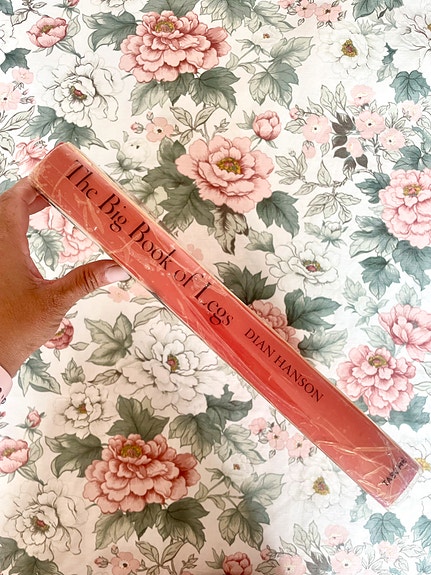 The Big Book of Legs DIAN HANSON
TASCHEN